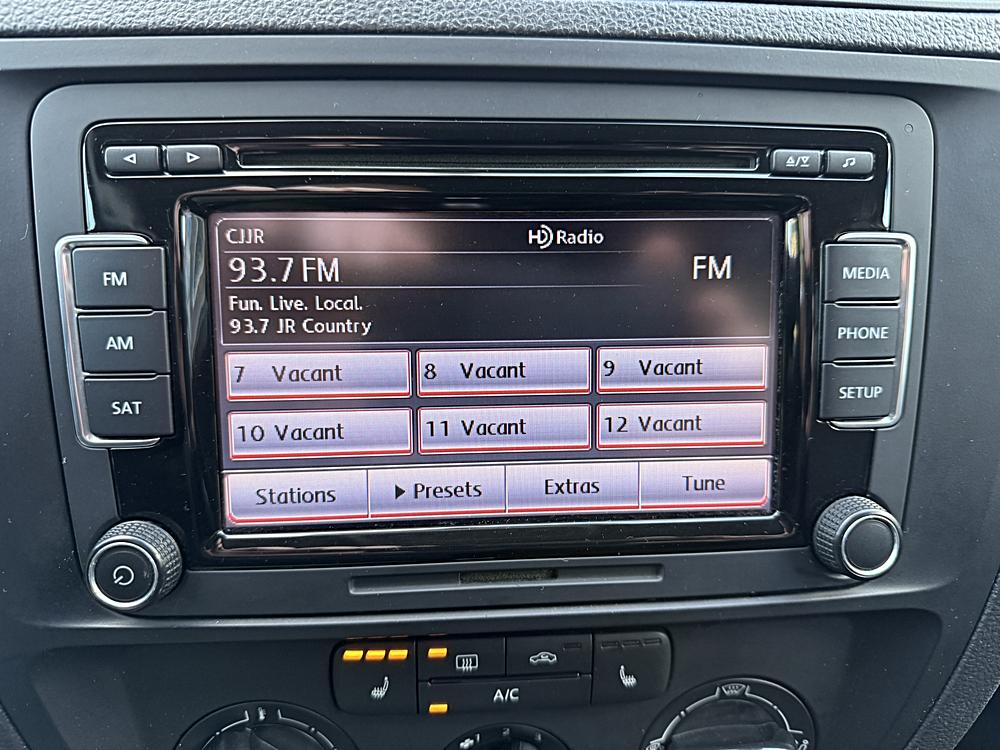 CJJR
HD Radio
93.7 FM
FM
Fun. Live. Local.
93.7 JR Country
7 Vacant
8 Vacant
9 Vacant
10 Vacant
11 Vacant
12 Vacant
Stations
Presets
Extras
Tune
FM
AM
SAT
MEDIA
PHONE
SETUP
A/C